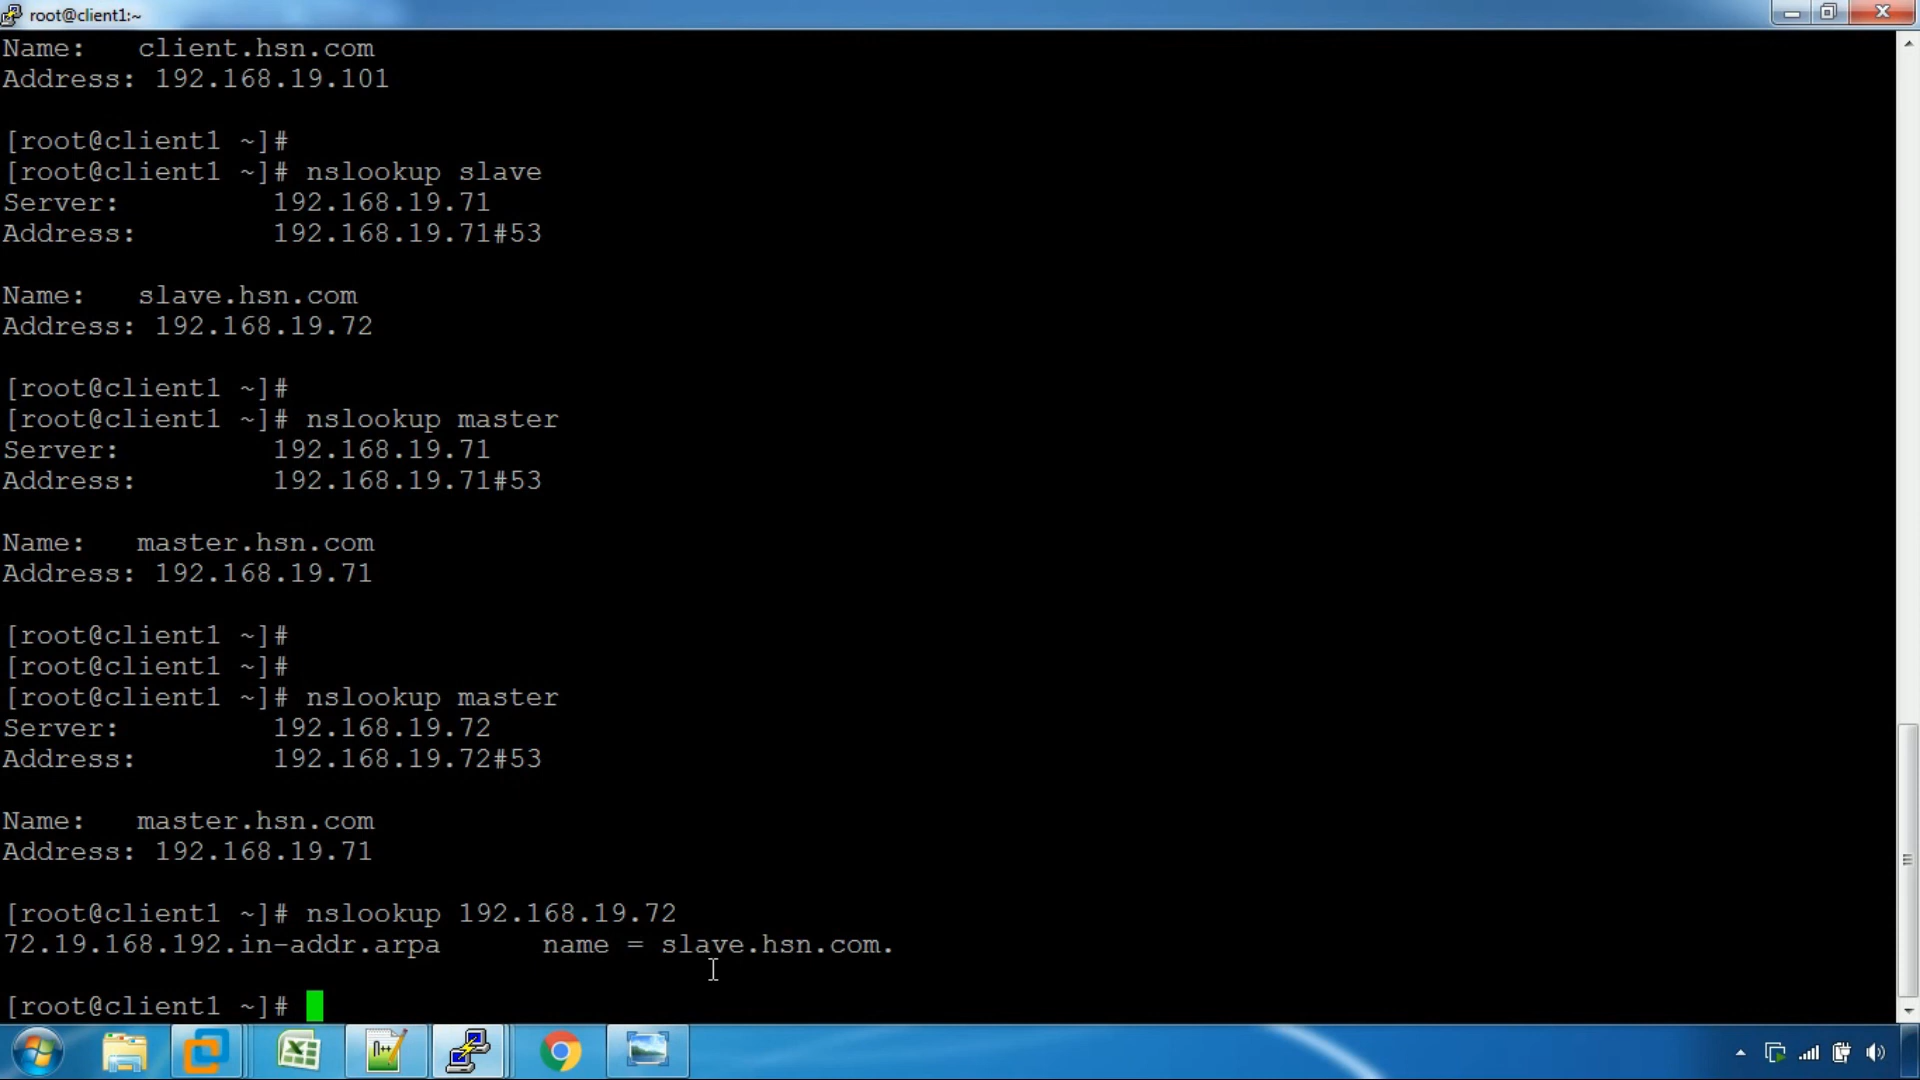 root@client1:~
Name:   client.hsn.com
Address: 192.168.19.101
[root@client1 ~]#
[root@client1 ~]# nslookup slave
Server:         192.168.19.71
Address:        192.168.19.71#53
Name:   slave.hsn.com
Address: 192.168.19.72
[root@client1 ~]#
[root@client1 ~]# nslookup master
Server:         192.168.19.71
Address:        192.168.19.71#53
Name:   master.hsn.com
Address: 192.168.19.71
[root@client1 ~]#
[root@client1 ~]#
[root@client1 ~]# nslookup master
Server:         192.168.19.72
Address:        192.168.19.72#53
Name:   master.hsn.com
Address: 192.168.19.71
[root@client1 ~]# nslookup 192.168.19.72
72.19.168.192.in-addr.arpa      name = slave.hsn.com.
[root@client1 ~]#